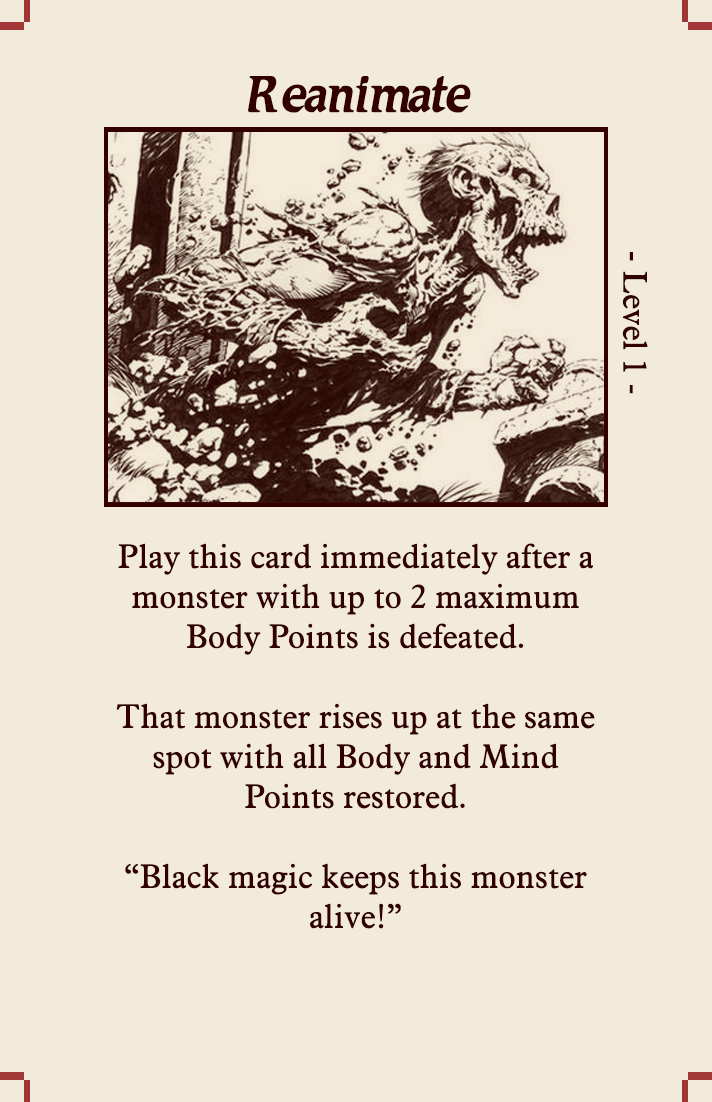 Reanimate
- Level 1 -
Play this card immediately after a
monster with up to 2 maximum
Body Points is defeated.
That monster rises up at the same
spot with all Body and Mind
Points restored.
“Black magic keeps this monster
alive!”